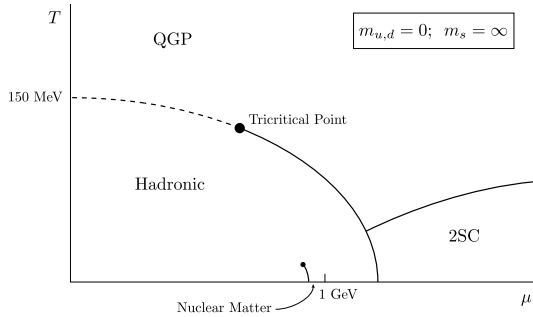 T
QGP
m_{u,d} = 0; m_s = ∞
150 MeV
Tricritical Point
Hadronic
2SC
1 GeV
μ
Nuclear Matter